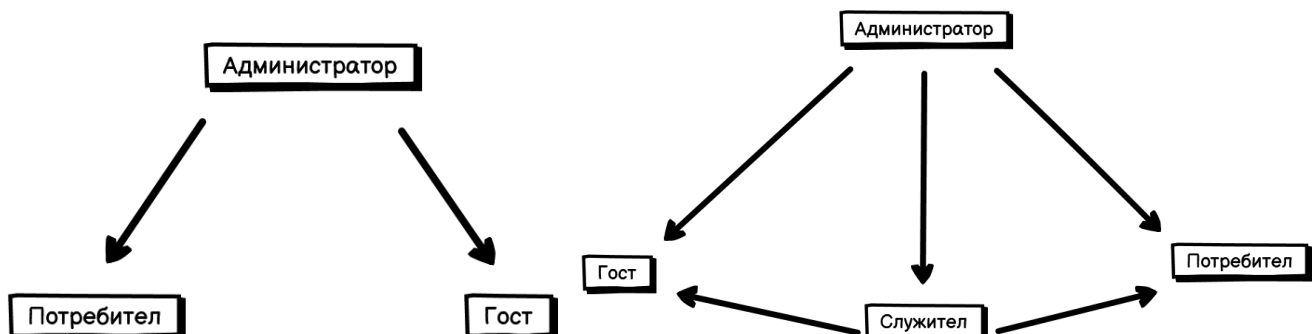 Администратор
Потребител
Гост
Администратор
Гост
Потребител
Служител